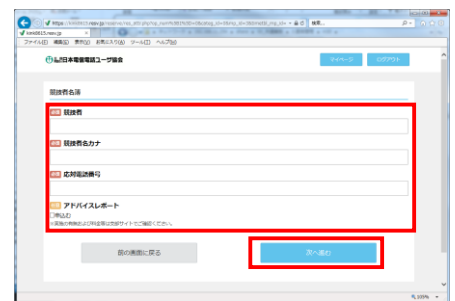 ファイル(F) 編集(E) 表示(V) お気に入り(A) ツール(T) ヘルプ(H)
日本電信電話ユーザ協会
マイページ ログアウト
競技者名簿
必須 競技者
必須 競技者名カナ
必須 応対電話番号
アドバイスレポート
□申込む
前の画面に戻る
次へ進む
100%